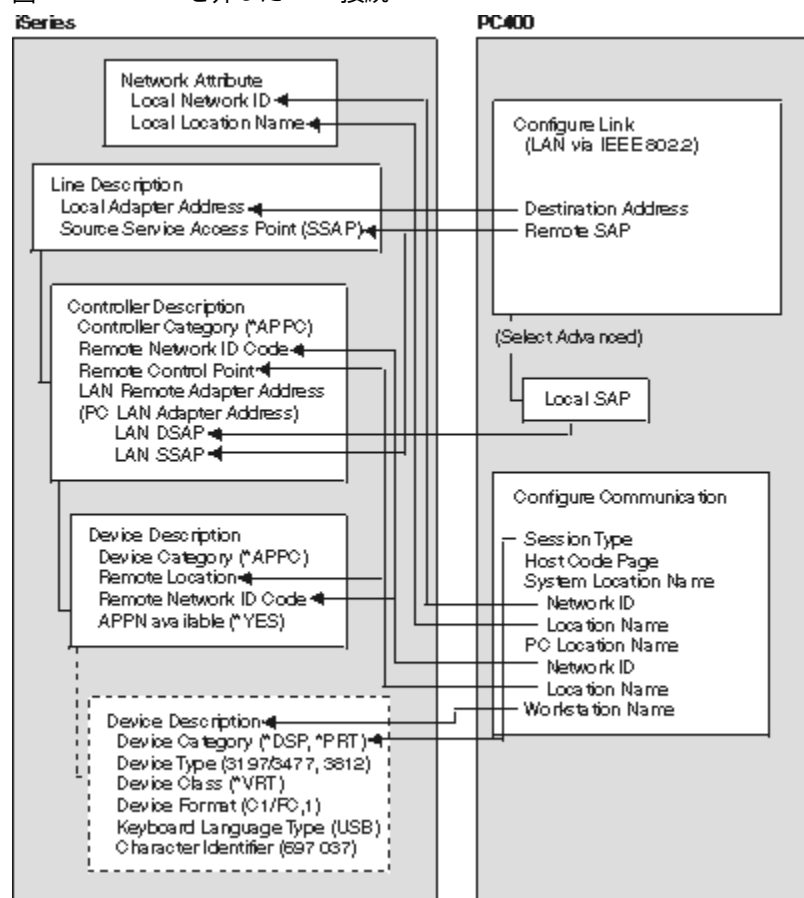 iSeries
Network Attribute
Local Network ID
Local Location Name
Line Description
Local Adapter Address
Source Service Access Point (SSAP)
Controller Description
Controller Category (*APPC)
Remote Network ID Code
Remote Control Point
LAN Remote Adapter Address
(PC LAN Adapter Address)
LAN DSAP
LAN SSAP
Device Description
Device Category (*APPC)
Remote Location
Remote Network ID Code
APPN available (*YES)
Device Description
Device Category (*DSP, *PRT)
Device Type (3197/3477, 3812)
Device Class (*VRT)
Device Format (C1/FC,1)
Keyboard Language Type (USB)
Character Identifier (697 037)
PC400
Configure Link
(LAN via IEEE802.2)
Destination Address
Remote SAP
(Select Advanced)
Local SAP
Configure Communication
Session Type
Host Code Page
System Location Name
Network ID
Location Name
PC Location Name
Network ID
Location Name
Workstation Name